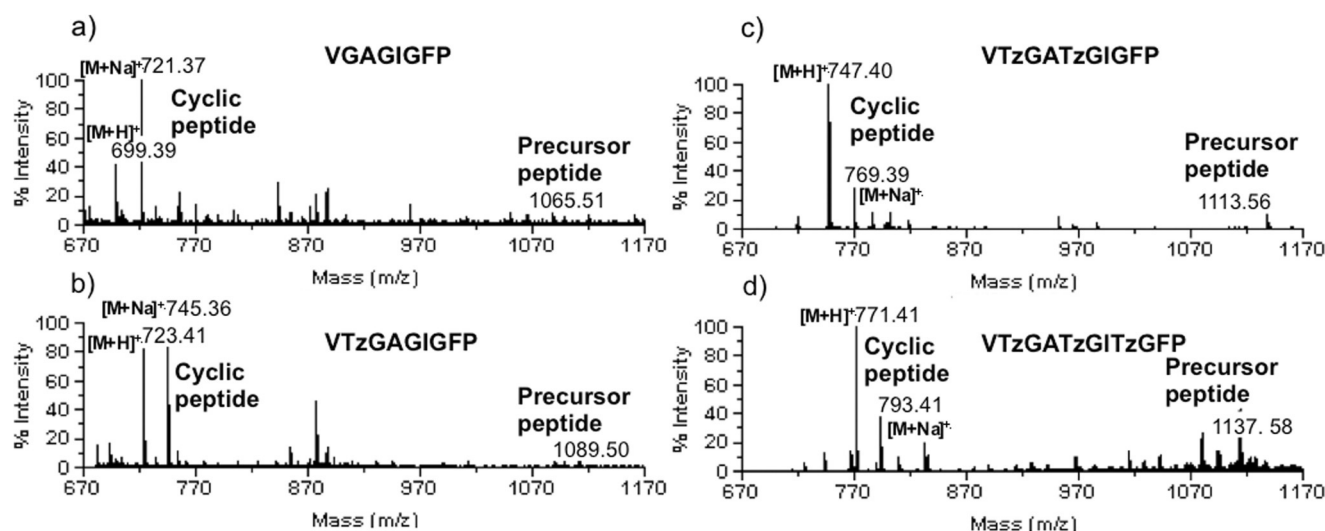 a)
VGAGIGFP
[M+Na]⁺721.37
Cyclic
peptide
[M+H]⁺
699.39
Precursor
peptide
1065.51
100
80
60
40
20
0
% Intensity
670 770 870 970 1070 1170
Mass (m/z)
b)
[M+Na]⁺745.36
[M+H]⁺723.41
VTzGAGIGFP
Cyclic
peptide
Precursor
peptide
1089.50
100
80
60
40
20
0
% Intensity
670 770 870 970 1070 1170
Mass (m/z)
c)
VTzGATzGIGFP
[M+H]⁺747.40
Cyclic
peptide
769.39
[M+Na]⁺
Precursor
peptide
1113.56
100
80
60
40
20
0
% Intensity
670 770 870 970 1070 1170
Mass (m/z)
d)
[M+H]⁺771.41
VTzGATzGITzGFP
Cyclic
peptide
793.41
[M+Na]⁺
Precursor
peptide
1137. 58
100
80
60
40
20
0
% Intensity
670 770 870 970 1070 1170
Mass (m/z)